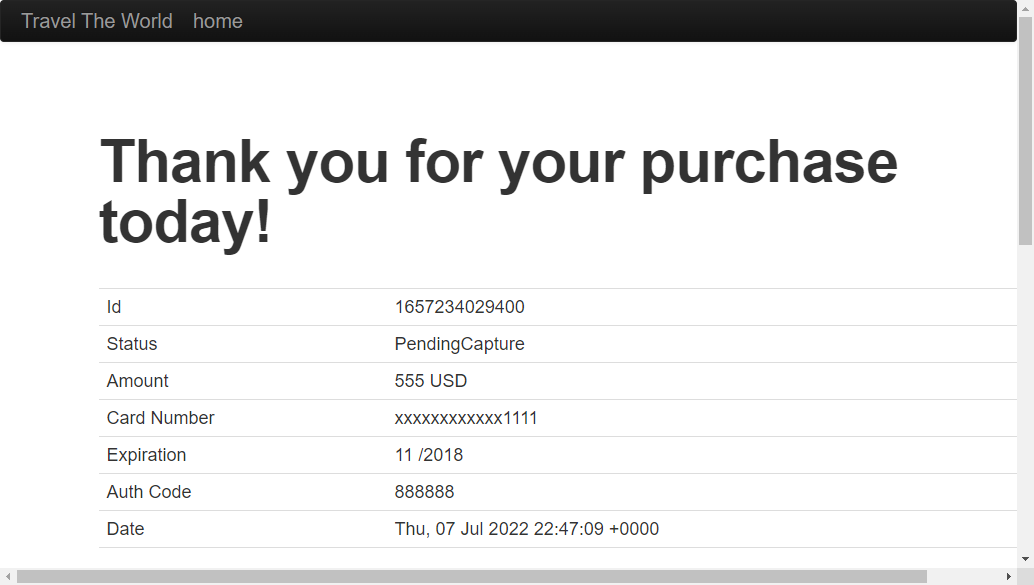 Travel The World home
Thank you for your purchase
today!
Id 1657234029400
Status PendingCapture
Amount 555 USD
Card Number xxxxxxxxxxxx1111
Expiration 11 /2018
Auth Code 888888
Date Thu, 07 Jul 2022 22:47:09 +0000